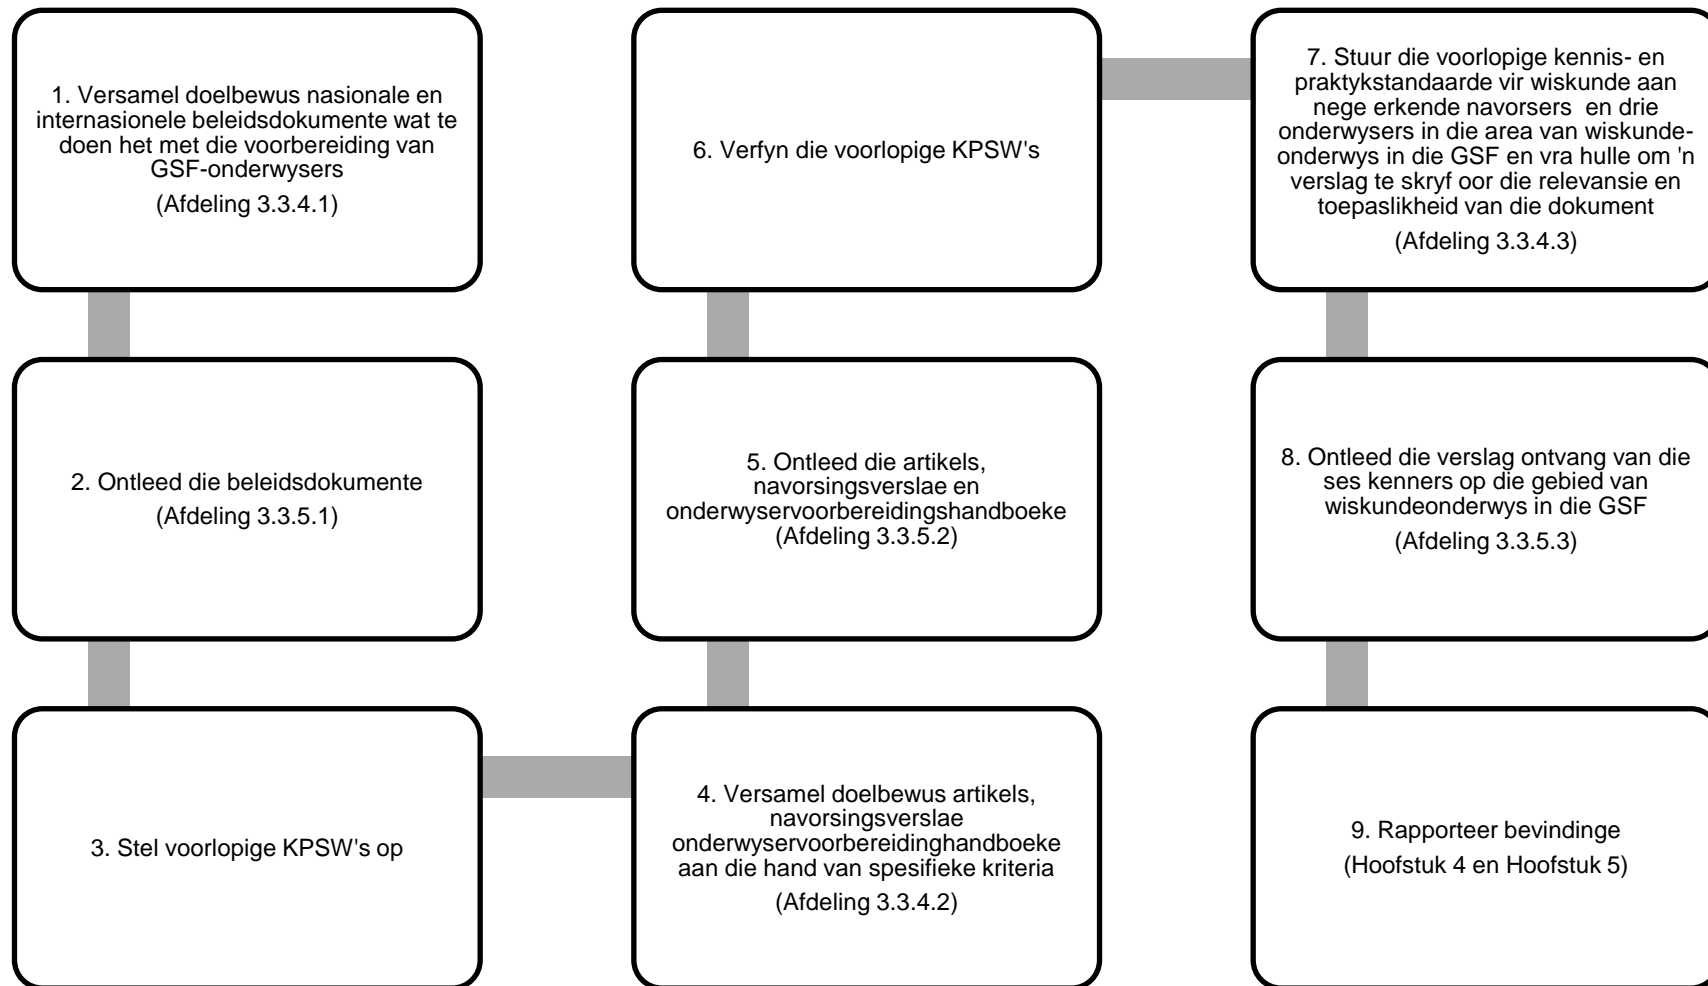 1. Versamel doelbewus nasionale en
internasionele beleidsdokumente wat te
doen het met die voorbereiding van
GSF-onderwysers
(Afdeling 3.3.4.1)
2. Ontleed die beleidsdokumente
(Afdeling 3.3.5.1)
3. Stel voorlopige KPSW's op
4. Versamel doelbewus artikels,
navorsingsverslae
onderwyservoorbereidinghandboeke
aan die hand van spesifieke kriteria
(Afdeling 3.3.4.2)
5. Ontleed die artikels,
navorsingsverslae en
onderwyservoorbereidingshandboeke
(Afdeling 3.3.5.2)
6. Verfyn die voorlopige KPSW's
7. Stuur die voorlopige kennis- en
praktykstandaarde vir wiskunde aan
nege erkende navorsers en drie
onderwysers in die area van wiskunde-
onderwys in die GSF en vra hulle om 'n
verslag te skryf oor die relevansie en
toepaslikheid van die dokument
(Afdeling 3.3.4.3)
8. Ontleed die verslag ontvang van die
ses kenners op die gebied van
wiskundeonderwys in die GSF
(Afdeling 3.3.5.3)
9. Rapporteer bevindinge
(Hoofstuk 4 en Hoofstuk 5)